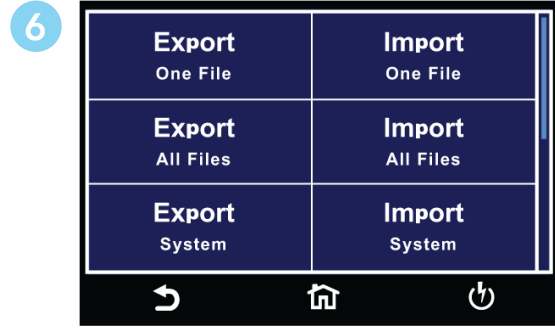 6
Export
One File
Import
One File
Export
All Files
Import
All Files
Export
System
Import
System